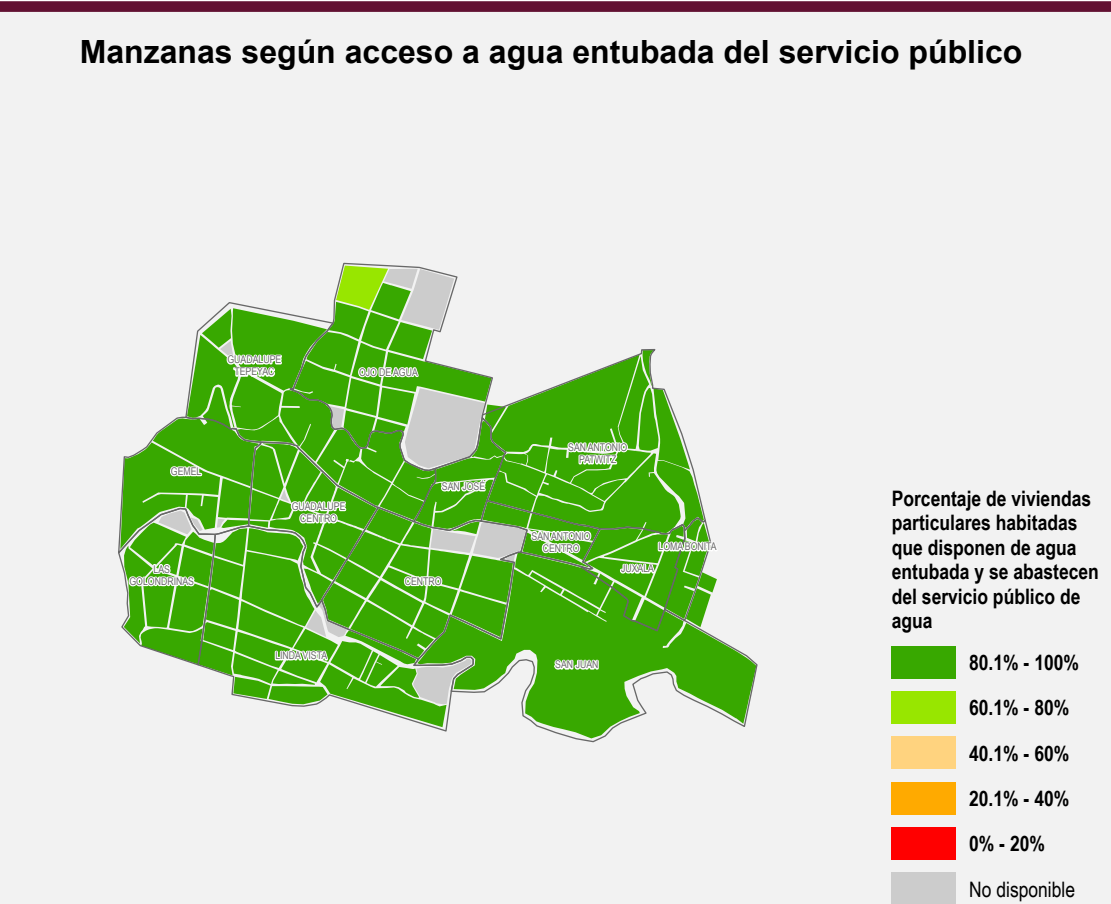 Manzanas según acceso a agua entubada del servicio público
GUADALUPE
TEPEYAC
OJO DE AGUA
GEMEL
SAN ANTONIO
PATWITZ
SAN JOSÉ
GUADALUPE
CENTRO
SAN ANTONIO
CENTRO
LOMA BONITA
LAS
GOLONDRINAS
CENTRO
JUXALA
LINDA VISTA
SAN JUAN
Porcentaje de viviendas
particulares habitadas
que disponen de agua
entubada y se abastecen
del servicio público de
agua
80.1% - 100%
60.1% - 80%
40.1% - 60%
20.1% - 40%
0% - 20%
No disponible